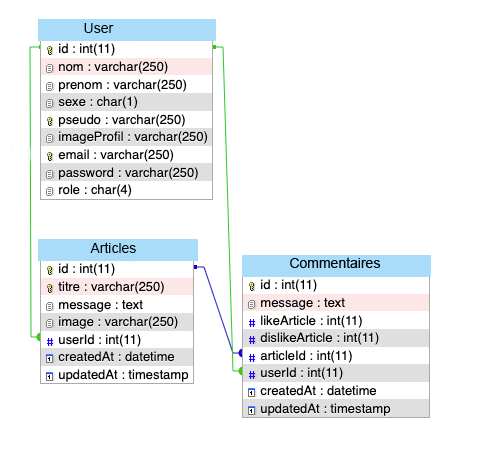 User
id : int(11)
nom : varchar(250)
prenom : varchar(250)
sexe : char(1)
pseudo : varchar(250)
imageProfil : varchar(250)
email : varchar(250)
password : varchar(250)
role : char(4)
Articles
id : int(11)
titre : varchar(250)
message : text
image : varchar(250)
userId : int(11)
createdAt : datetime
updatedAt : timestamp
Commentaires
id : int(11)
message : text
likeArticle : int(11)
dislikeArticle : int(11)
articleId : int(11)
userId : int(11)
createdAt : datetime
updatedAt : timestamp